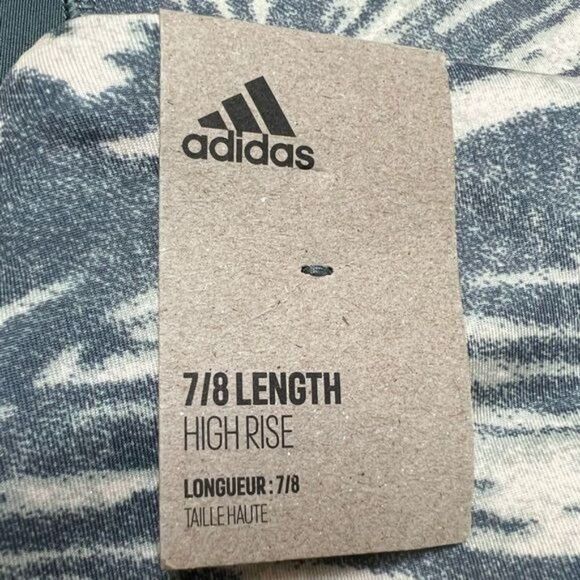 adidas
7/8 LENGTH
HIGH RISE
LONGUEUR : 7/8
TAILLE HAUTE